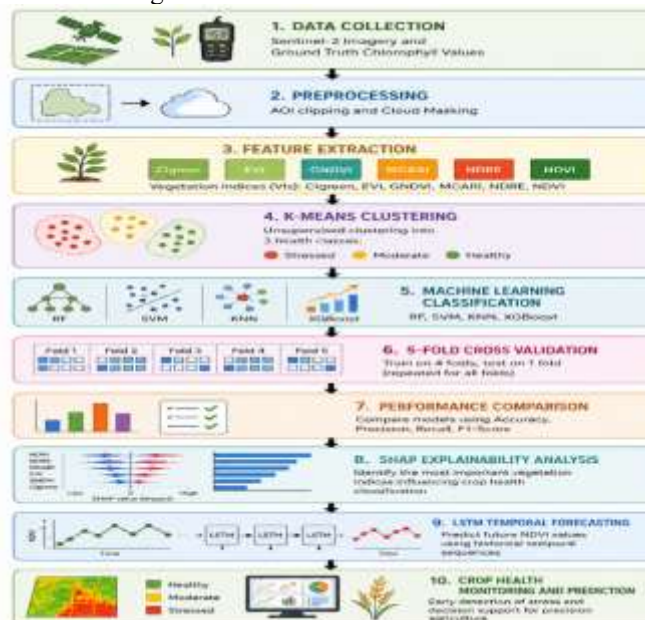 1. DATA COLLECTION
Sentinel-2 Imagery and
Ground Truth Chlorophyll Values
2. PREPROCESSING
AOI clipping and Cloud Masking
3. FEATURE EXTRACTION
CIgreen EVI GNDVI MCARI NDRE NDVI
Vegetation Indices (VIs): CIgreen, EVI, GNDVI, MCARI, NDRE, NDVI
4. K-MEANS CLUSTERING
Unsupervised clustering into
3 health classes:
Stressed Moderate Healthy
5. MACHINE LEARNING
CLASSIFICATION
RF, SVM, KNN, XGBoost
RF SVM KNN XGBoost
Fold 1 Fold 2 Fold 3 Fold 4 Fold 5
6. 5-FOLD CROSS VALIDATION
Train on 4 folds, test on 1 fold
(repeated for all folds)
7. PERFORMANCE COMPARISON
Compare models using Accuracy,
Precision, Recall, F1-Score
8. SHAP EXPLAINABILITY ANALYSIS
Identify the most important vegetation
indices influencing crop health
classification
High
9. LSTM TEMPORAL FORECASTING
Predict future NDVI values
using historical temporal
sequences
LSTM LSTM LSTM
Time
10. CROP HEALTH
MONITORING AND PREDICTION
Early detection of stress and
decision support for precision
agriculture
Healthy
Moderate
Stressed